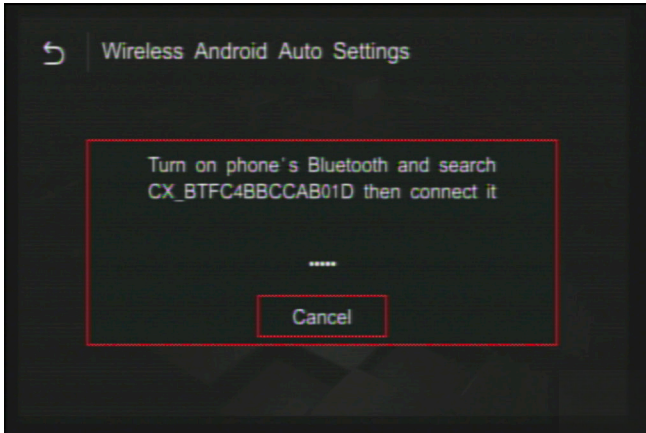 Wireless Android Auto Settings
Turn on phone's Bluetooth and search
CX_BTFC4BBCCAB01D then connect it
.....
Cancel